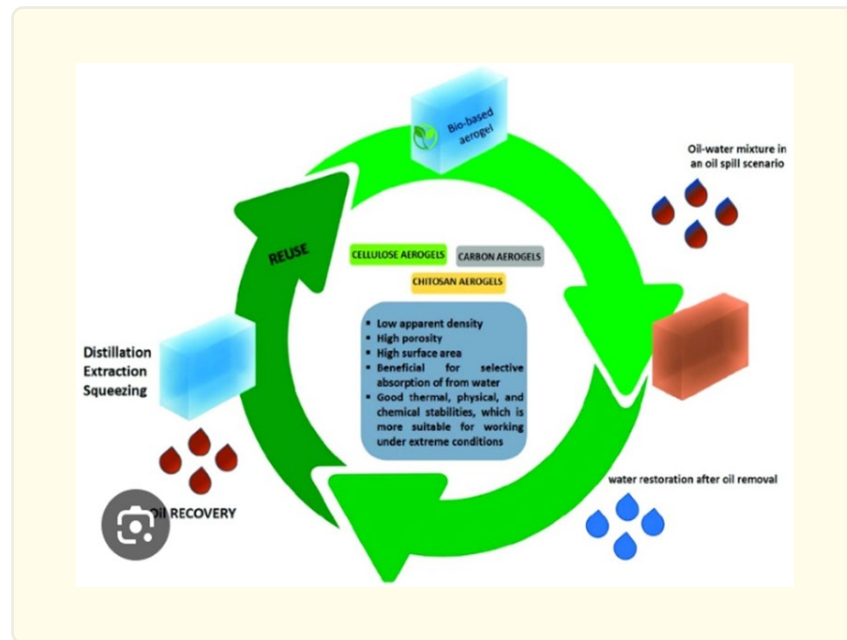 Bio-based
aerogel
Oil-water mixture in
an oil spill scenario
REUSE
CELLULOSE AEROGELS
CARBON AEROGELS
CHITOSAN AEROGELS
Low apparent density
High porosity
High surface area
Beneficial for selective
absorption of from water
Good thermal, physical, and
chemical stabilities, which is
more suitable for working
under extreme conditions
Distillation
Extraction
Squeezing
RECOVERY
water restoration after oil removal